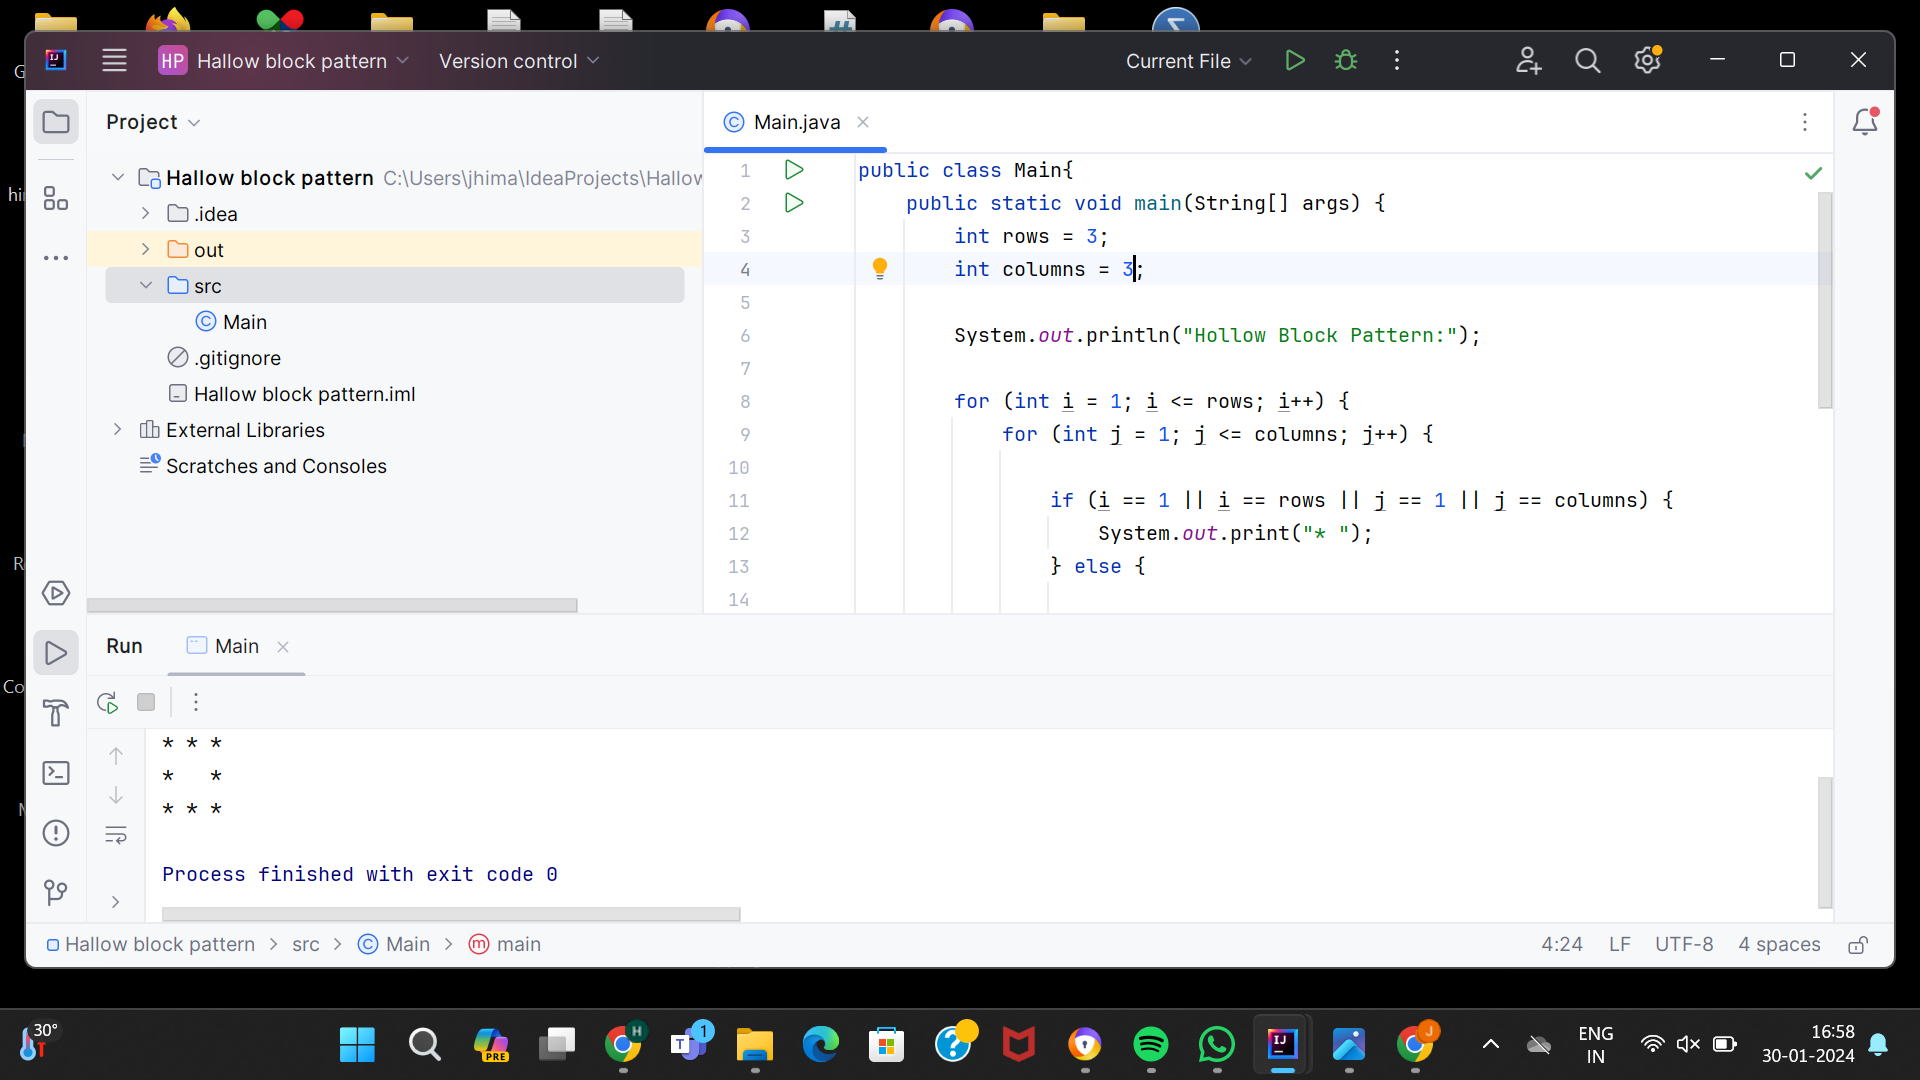 HP Hallow block pattern Version control Current File
Project
Main.java
Hallow block pattern C:\Users\jhima\IdeaProjects\Hallow
.idea
out
src
Main
.gitignore
Hallow block pattern.iml
External Libraries
Scratches and Consoles
1 public class Main{
2 public static void main(String[] args) {
3 int rows = 3;
4 int columns = 3;
5
6 System.out.println("Hollow Block Pattern:");
7
8 for (int i = 1; i <= rows; i++) {
9 for (int j = 1; j <= columns; j++) {
10
11 if (i == 1 || i == rows || j == 1 || j == columns) {
12 System.out.print("* ");
13 } else {
14
Run Main
* * *
*   *
* * *
Process finished with exit code 0
Hallow block pattern > src > Main > main 4:24 LF UTF-8 4 spaces
30°
PRE
H
1
J
ENG
IN
16:58
30-01-2024